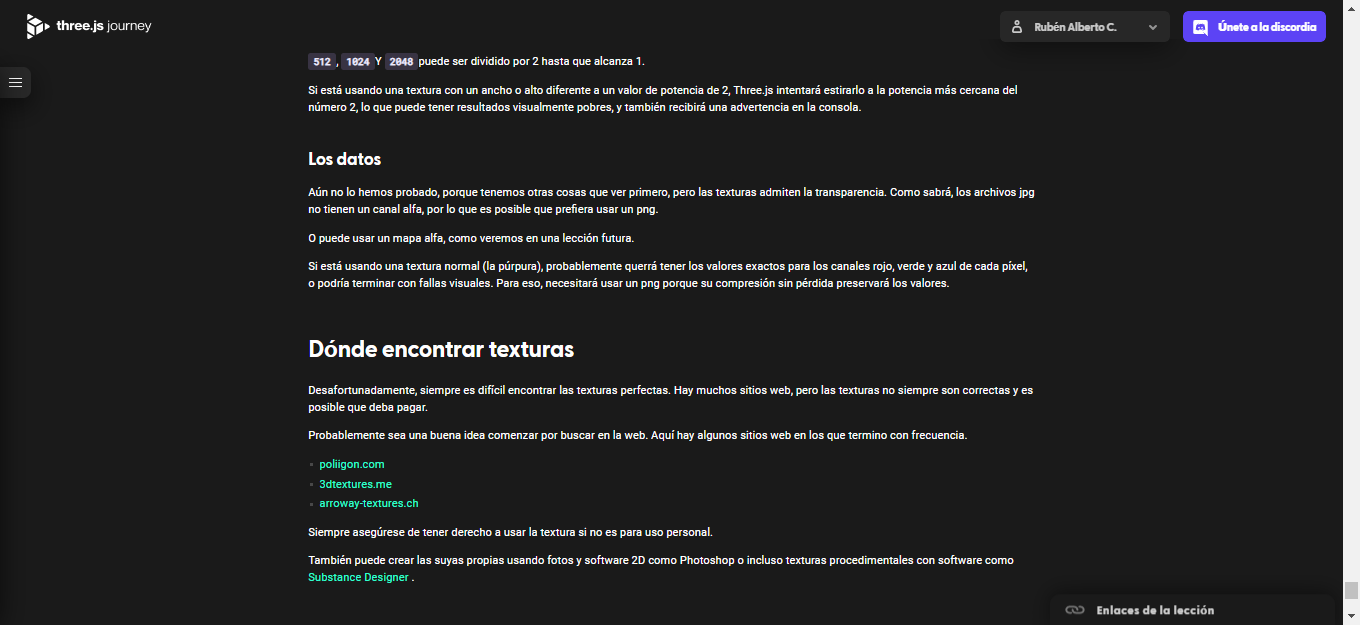 three.js journey
Rubén Alberto C.
Únete a la discordia
512 , 1024 Y 2048 puede ser dividido por 2 hasta que alcanza 1.
Si está usando una textura con un ancho o alto diferente a un valor de potencia de 2, Three.js intentará estirarlo a la potencia más cercana del
número 2, lo que puede tener resultados visualmente pobres, y también recibirá una advertencia en la consola.
Los datos
Aún no lo hemos probado, porque tenemos otras cosas que ver primero, pero las texturas admiten la transparencia. Como sabrá, los archivos jpg
no tienen un canal alfa, por lo que es posible que prefiera usar un png.
O puede usar un mapa alfa, como veremos en una lección futura.
Si está usando una textura normal (la púrpura), probablemente querrá tener los valores exactos para los canales rojo, verde y azul de cada píxel,
o podría terminar con fallas visuales. Para eso, necesitará usar un png porque su compresión sin pérdida preservará los valores.
Dónde encontrar texturas
Desafortunadamente, siempre es difícil encontrar las texturas perfectas. Hay muchos sitios web, pero las texturas no siempre son correctas y es
posible que deba pagar.
Probablemente sea una buena idea comenzar por buscar en la web. Aquí hay algunos sitios web en los que termino con frecuencia.
poliigon.com
3dtextures.me
arroway-textures.ch
Siempre asegúrese de tener derecho a usar la textura si no es para uso personal.
También puede crear las suyas propias usando fotos y software 2D como Photoshop o incluso texturas procedimentales con software como
Substance Designer .
Enlaces de la lección